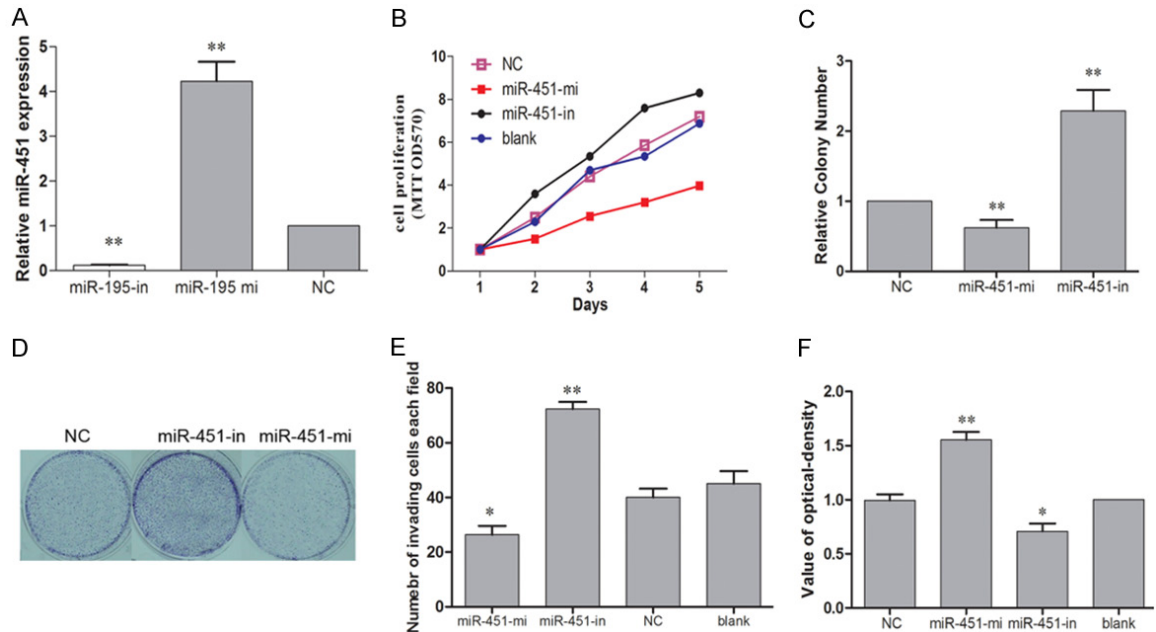 A
Relative miR-451 expression
5
4
3
2
1
0
**
**
miR-195-in miR-195 mi NC
B
cell proliferation
(MTT OD570)
10
8
6
4
2
0
NC
miR-451-mi
miR-451-in
blank
1 2 3 4 5
Days
C
Relative Colony Number
3
2
1
0
**
**
NC miR-451-mi miR-451-in
D
NC miR-451-in miR-451-mi
E
Numebr of invading cells each field
80
60
40
20
0
*
**
miR-451-mi miR-451-in NC blank
F
Value of optical-density
2.0
1.5
1.0
0.5
0.0
**
*
NC miR-451-mi miR-451-in blank